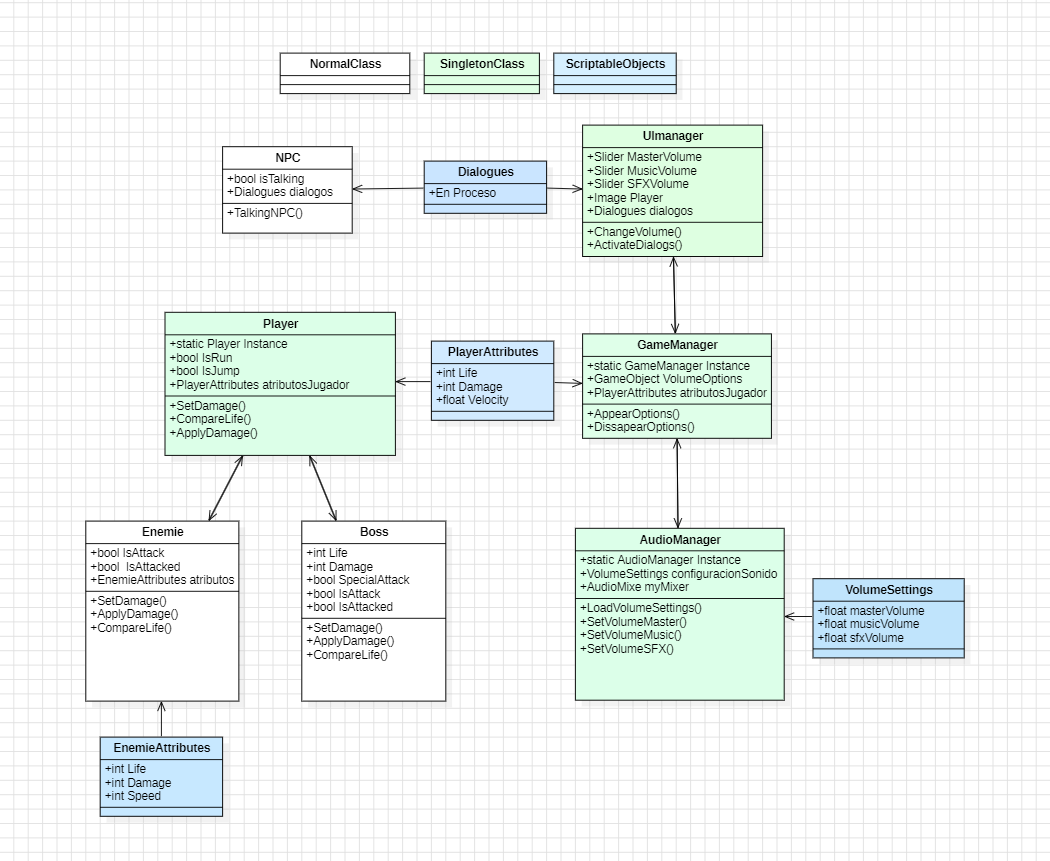 NormalClass
SingletonClass
ScriptableObjects
NPC
+bool isTalking
+Dialogues dialogos
+TalkingNPC()
Dialogues
+En Proceso
UImanager
+Slider MasterVolume
+Slider MusicVolume
+Slider SFXVolume
+Image Player
+Dialogues dialogos
+ChangeVolume()
+ActivateDialogs()
Player
+static Player Instance
+bool IsRun
+bool IsJump
+PlayerAttributes atributosJugador
+SetDamage()
+CompareLife()
+ApplyDamage()
PlayerAttributes
+int Life
+int Damage
+float Velocity
GameManager
+static GameManager Instance
+GameObject VolumeOptions
+PlayerAttributes atributosJugador
+AppearOptions()
+DissapearOptions()
Enemie
+bool IsAttack
+bool  IsAttacked
+EnemieAttributes atributos
+SetDamage()
+ApplyDamage()
+CompareLife()
Boss
+int Life
+int Damage
+bool SpecialAttack
+bool IsAttack
+bool IsAttacked
+SetDamage()
+ApplyDamage()
+CompareLife()
AudioManager
+static AudioManager Instance
+VolumeSettings configuracionSonido
+AudioMixe myMixer
+LoadVolumeSettings()
+SetVolumeMaster()
+SetVolumeMusic()
+SetVolumeSFX()
VolumeSettings
+float masterVolume
+float musicVolume
+float sfxVolume
EnemieAttributes
+int Life
+int Damage
+int Speed